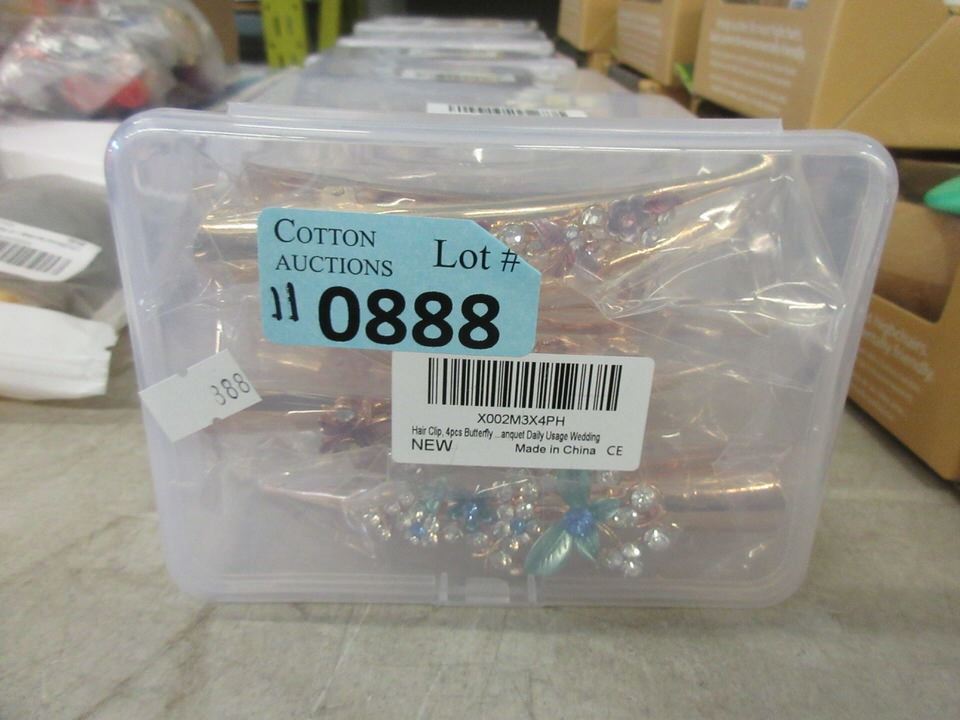 COTTON
AUCTIONS
Lot #
11 0888
388
X002M3X4PH
Hair Clip, 4pcs Butterfly ...anquet Daily Usage Wedding
NEW
Made in China CE